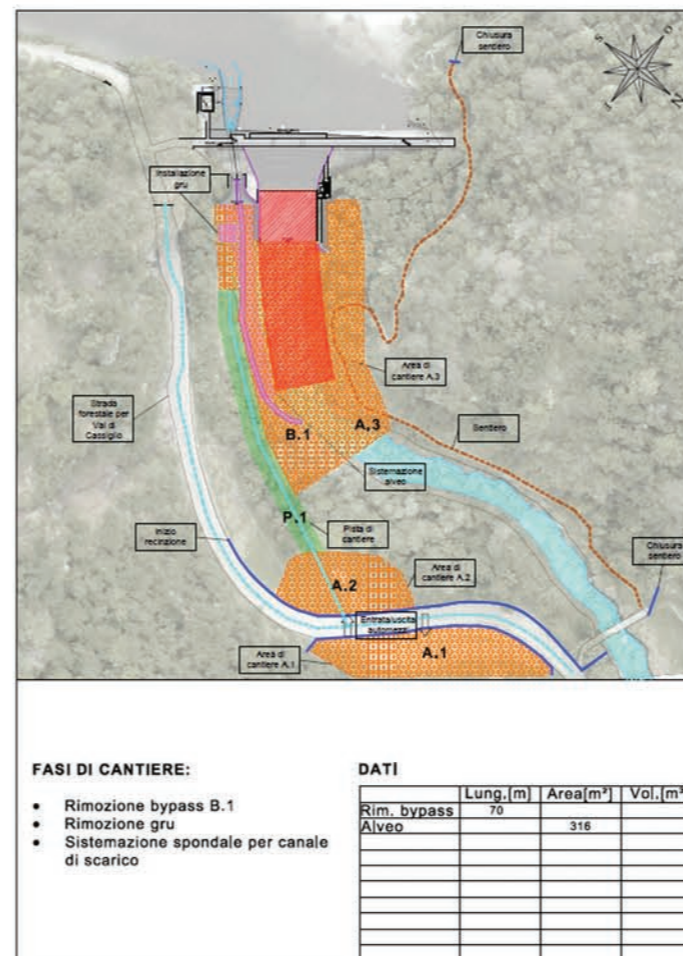 Chiusura
sentiero
S
O
I
N
Installazione
gru
Area di
cantiere A.3
Strada
forestale per
Val di
Cassiglio
B.1
A.3
Sentiero
Sistemazione
alveo
Inizio
recinzione
P.1
Pista di
cantiere
Chiusura
sentiero
A.2
Area di
cantiere A.2
Entrata/uscita
automezzi
Area di
cantiere A.1
A.1
FASI DI CANTIERE:
• Rimozione bypass B.1
• Rimozione gru
• Sistemazione spondale per canale
di scarico
DATI
Lung.[m] Area[m²] Vol.[m³
Rim. bypass 70
Alveo 316